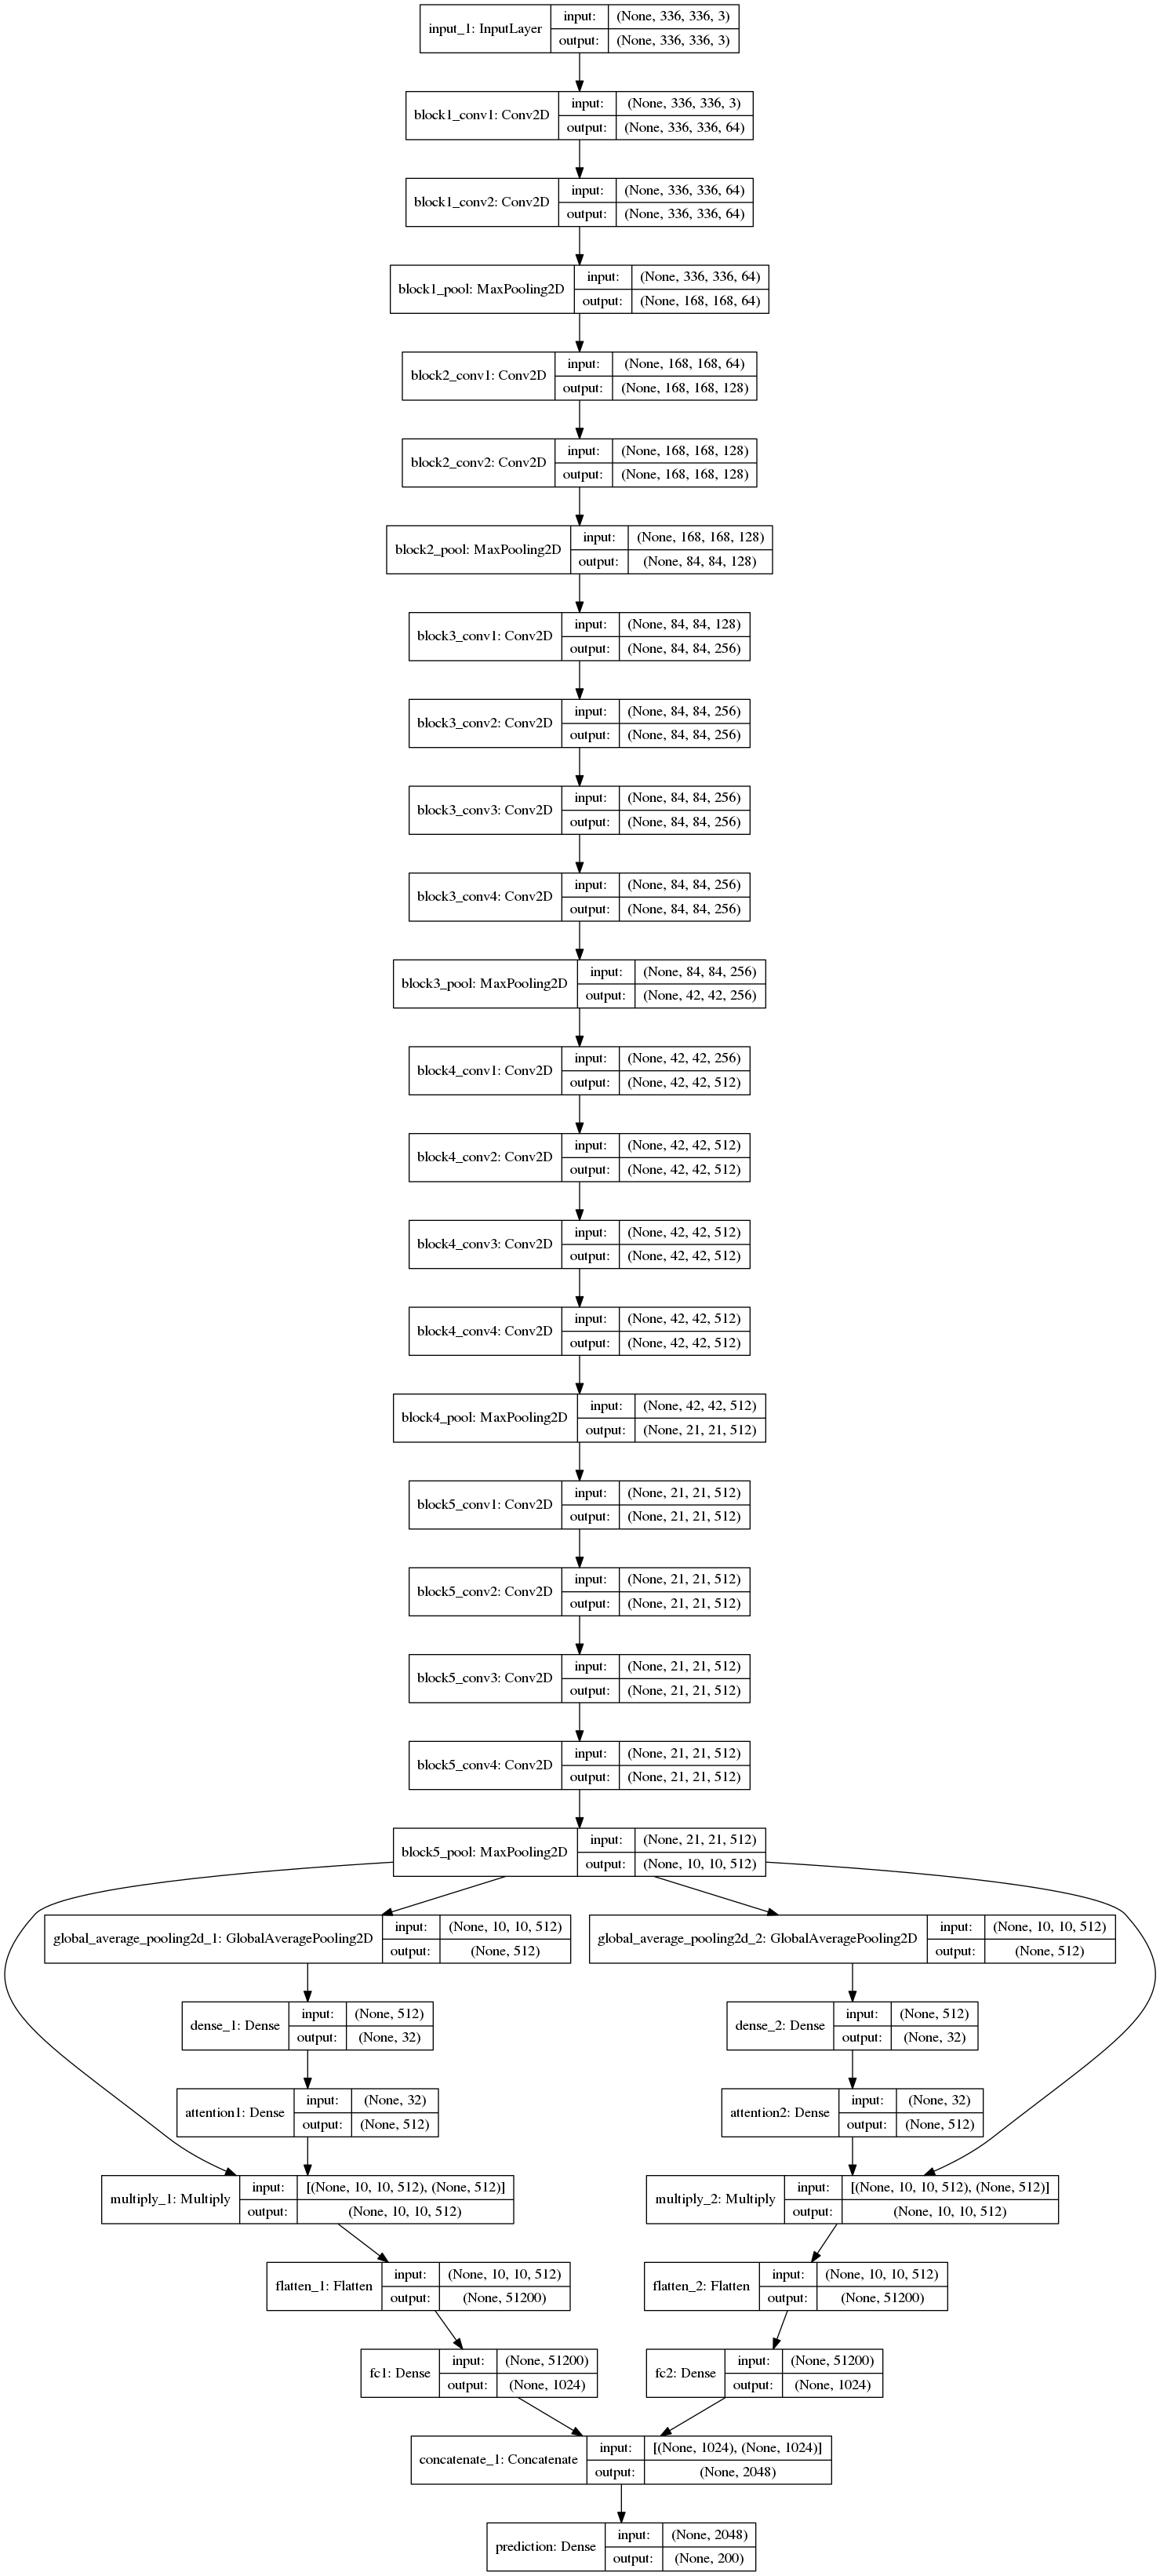 input_1: InputLayer
input: (None, 336, 336, 3)
output: (None, 336, 336, 3)
block1_conv1: Conv2D
input: (None, 336, 336, 3)
output: (None, 336, 336, 64)
block1_conv2: Conv2D
input: (None, 336, 336, 64)
output: (None, 336, 336, 64)
block1_pool: MaxPooling2D
input: (None, 336, 336, 64)
output: (None, 168, 168, 64)
block2_conv1: Conv2D
input: (None, 168, 168, 64)
output: (None, 168, 168, 128)
block2_conv2: Conv2D
input: (None, 168, 168, 128)
output: (None, 168, 168, 128)
block2_pool: MaxPooling2D
input: (None, 168, 168, 128)
output: (None, 84, 84, 128)
block3_conv1: Conv2D
input: (None, 84, 84, 128)
output: (None, 84, 84, 256)
block3_conv2: Conv2D
input: (None, 84, 84, 256)
output: (None, 84, 84, 256)
block3_conv3: Conv2D
input: (None, 84, 84, 256)
output: (None, 84, 84, 256)
block3_conv4: Conv2D
input: (None, 84, 84, 256)
output: (None, 84, 84, 256)
block3_pool: MaxPooling2D
input: (None, 84, 84, 256)
output: (None, 42, 42, 256)
block4_conv1: Conv2D
input: (None, 42, 42, 256)
output: (None, 42, 42, 512)
block4_conv2: Conv2D
input: (None, 42, 42, 512)
output: (None, 42, 42, 512)
block4_conv3: Conv2D
input: (None, 42, 42, 512)
output: (None, 42, 42, 512)
block4_conv4: Conv2D
input: (None, 42, 42, 512)
output: (None, 42, 42, 512)
block4_pool: MaxPooling2D
input: (None, 42, 42, 512)
output: (None, 21, 21, 512)
block5_conv1: Conv2D
input: (None, 21, 21, 512)
output: (None, 21, 21, 512)
block5_conv2: Conv2D
input: (None, 21, 21, 512)
output: (None, 21, 21, 512)
block5_conv3: Conv2D
input: (None, 21, 21, 512)
output: (None, 21, 21, 512)
block5_conv4: Conv2D
input: (None, 21, 21, 512)
output: (None, 21, 21, 512)
block5_pool: MaxPooling2D
input: (None, 21, 21, 512)
output: (None, 10, 10, 512)
global_average_pooling2d_1: GlobalAveragePooling2D
input: (None, 10, 10, 512)
output: (None, 512)
global_average_pooling2d_2: GlobalAveragePooling2D
input: (None, 10, 10, 512)
output: (None, 512)
dense_1: Dense
input: (None, 512)
output: (None, 32)
dense_2: Dense
input: (None, 512)
output: (None, 32)
attention1: Dense
input: (None, 32)
output: (None, 512)
attention2: Dense
input: (None, 32)
output: (None, 512)
multiply_1: Multiply
input: [(None, 10, 10, 512), (None, 512)]
output: (None, 10, 10, 512)
multiply_2: Multiply
input: [(None, 10, 10, 512), (None, 512)]
output: (None, 10, 10, 512)
flatten_1: Flatten
input: (None, 10, 10, 512)
output: (None, 51200)
flatten_2: Flatten
input: (None, 10, 10, 512)
output: (None, 51200)
fc1: Dense
input: (None, 51200)
output: (None, 1024)
fc2: Dense
input: (None, 51200)
output: (None, 1024)
concatenate_1: Concatenate
input: [(None, 1024), (None, 1024)]
output: (None, 2048)
prediction: Dense
input: (None, 2048)
output: (None, 200)